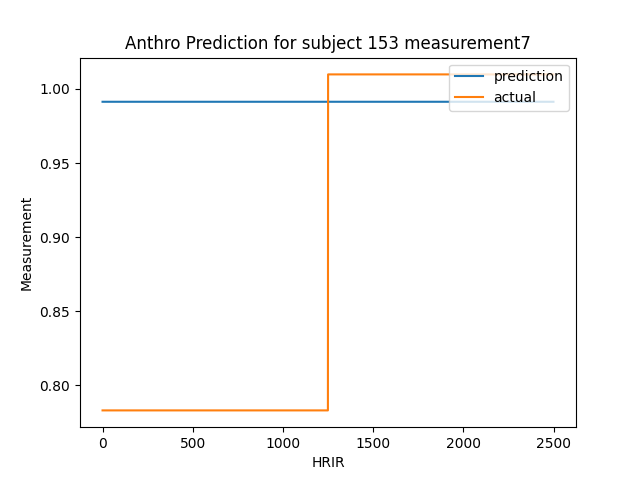 Anthro Prediction for subject 153 measurement7
prediction
actual
Measurement
1.00
0.95
0.90
0.85
0.80
0
500
1000
1500
2000
2500
HRIR